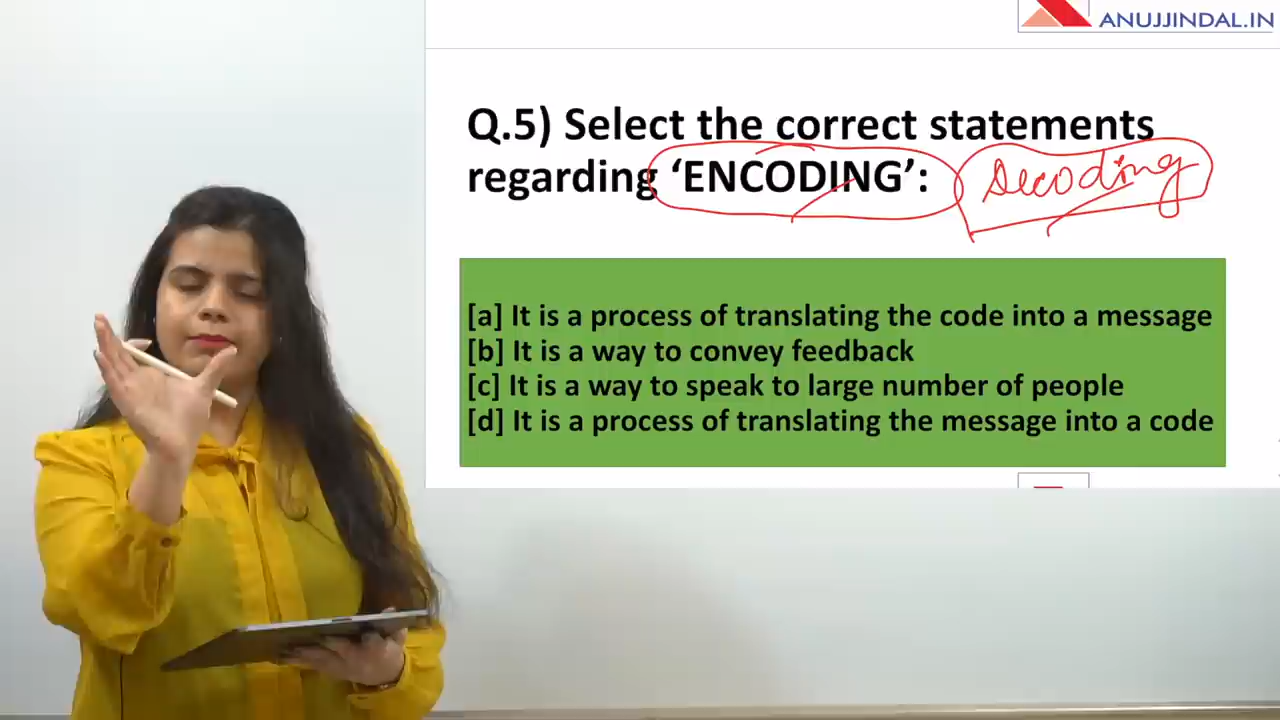 ANUJJINDAL.IN
Q.5) Select the correct statements
regarding ‘ENCODING’: Decoding
[a] It is a process of translating the code into a message
[b] It is a way to convey feedback
[c] It is a way to speak to large number of people
[d] It is a process of translating the message into a code